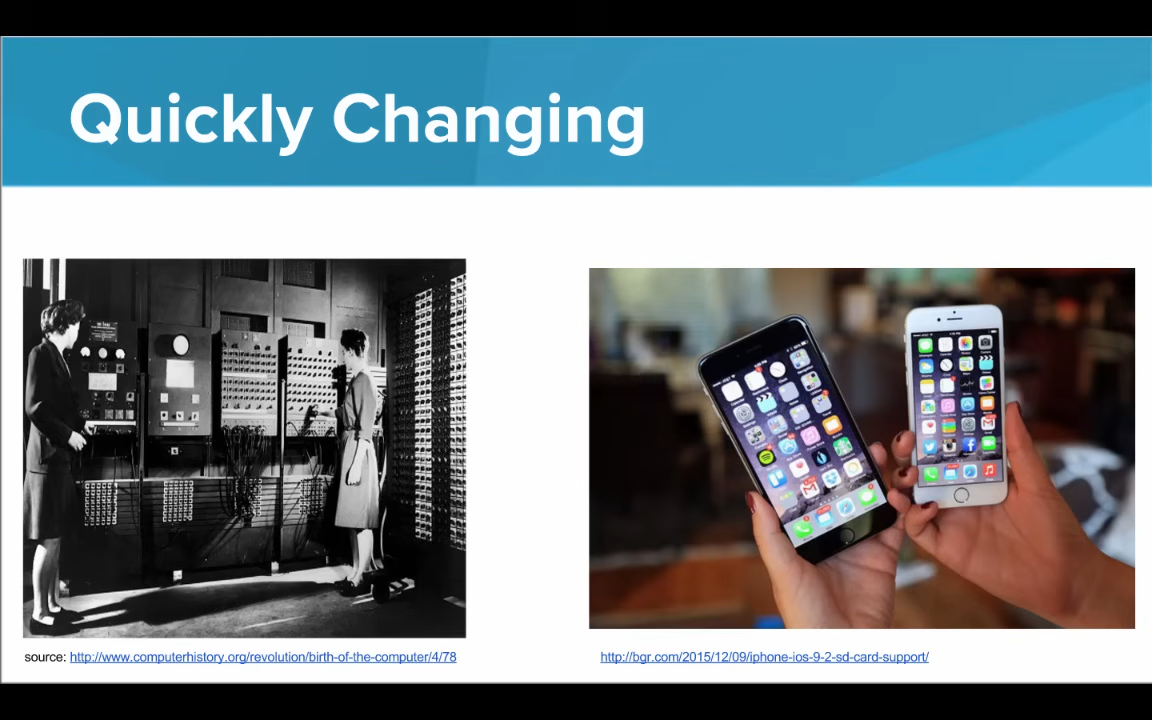 Quickly Changing
source: http://www.computerhistory.org/revolution/birth-of-the-computer/4/78
http://bgr.com/2015/12/09/iphone-ios-9-2-sd-card-support/